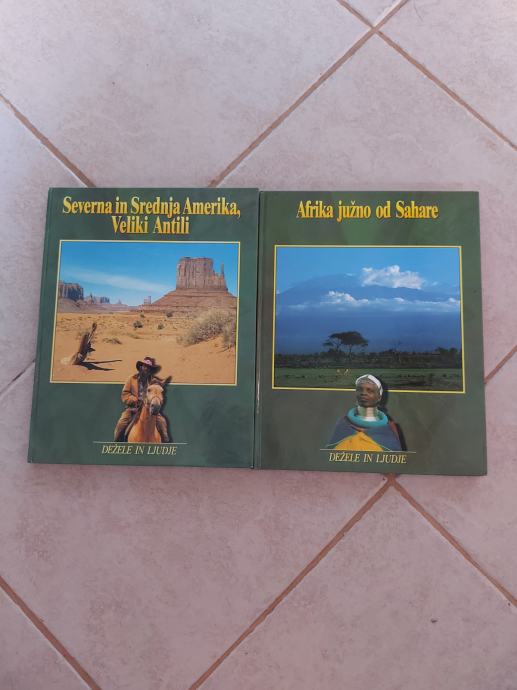 Severna in Srednja Amerika,
Veliki Antili
DEŽELE IN LJUDJE
Afrika južno od Sahare
DEŽELE IN LJUDJE